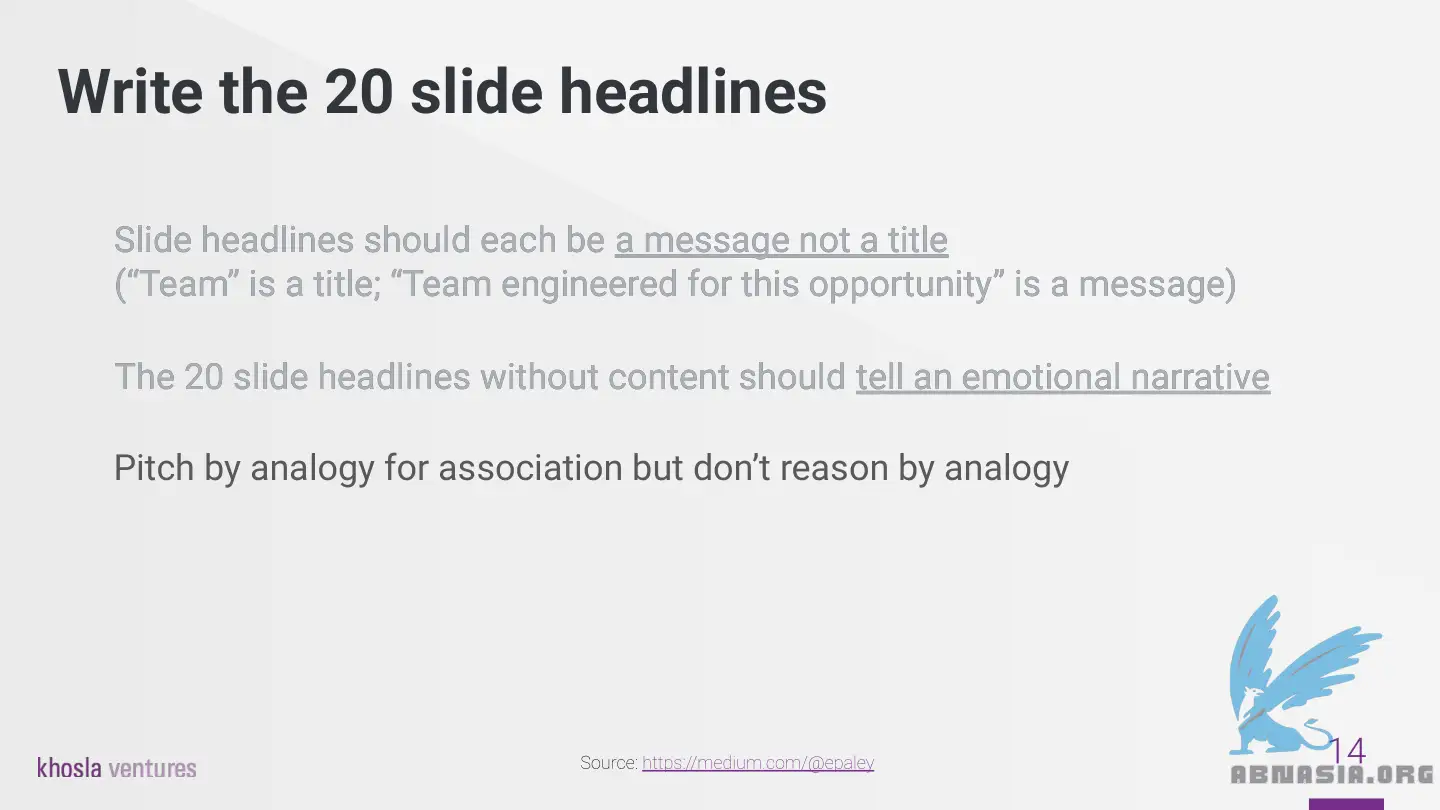 Write the 20 slide headlines
Slide headlines should each be a message not a title
(“Team” is a title; “Team engineered for this opportunity” is a message)
The 20 slide headlines without content should tell an emotional narrative
Pitch by analogy for association but don’t reason by analogy
khosla ventures
Source: https://medium.com/@epaley
14
ABNASIA.ORG